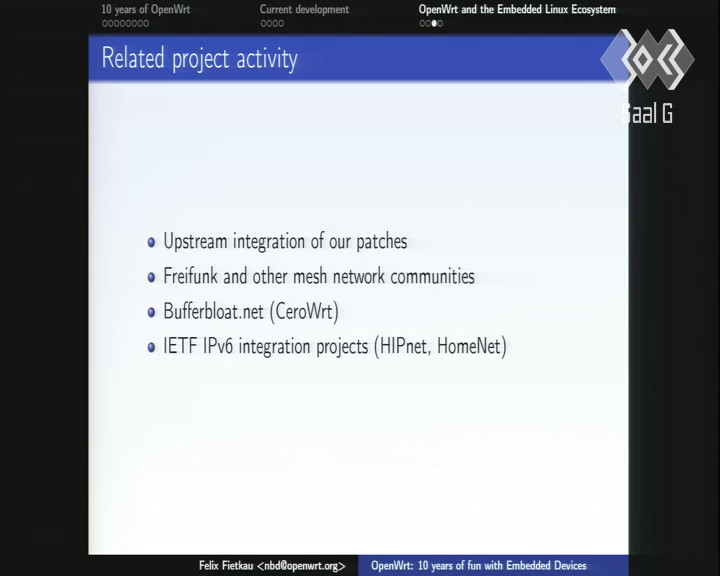 10 years of OpenWrt
Current development
OpenWrt and the Embedded Linux Ecosystem
Related project activity
Saal G
Upstream integration of our patches
Freifunk and other mesh network communities
Bufferbloat.net (CeroWrt)
IETF IPv6 integration projects (HIPnet, HomeNet)
Felix Fietkau <nbd@openwrt.org>
OpenWrt: 10 years of fun with Embedded Devices